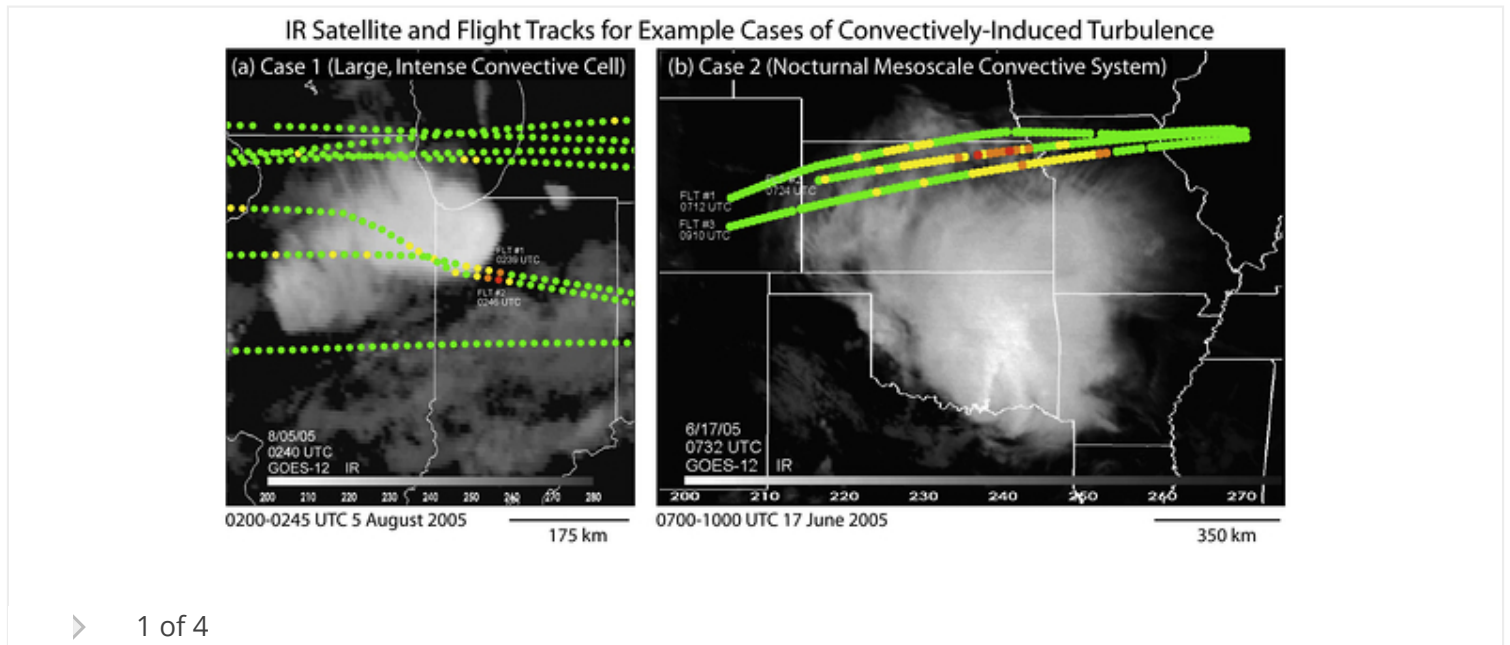 IR Satellite and Flight Tracks for Example Cases of Convectively-Induced Turbulence
(a) Case 1 (Large, Intense Convective Cell)
FLT #1
0239 UTC
FLT #2
0246 UTC
8/05/05
0240 UTC
GOES-12 IR
200 210 220 230 240 250 260 270 280
0200-0245 UTC 5 August 2005
175 km
(b) Case 2 (Nocturnal Mesoscale Convective System)
FLT #2
0724 UTC
FLT #1
0712 UTC
FLT #3
0910 UTC
6/17/05
0732 UTC
GOES-12 IR
200 210 220 230 240 250 260 270
0700-1000 UTC 17 June 2005
350 km
1 of 4